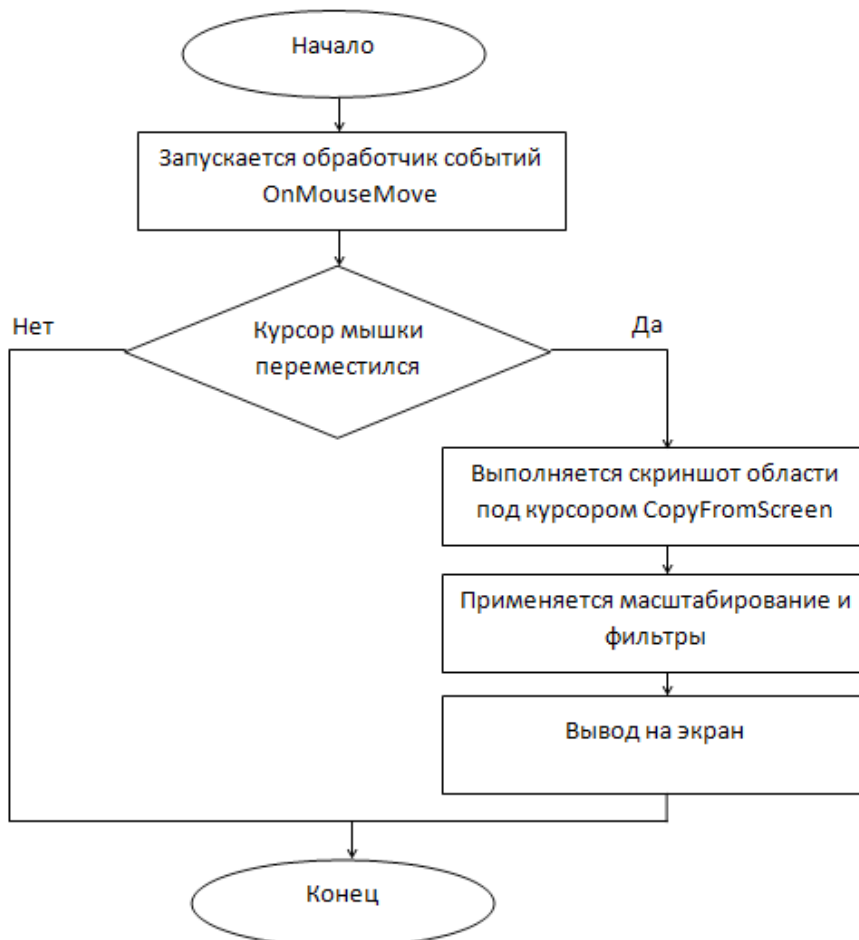 Начало
Запускается обработчик событий
OnMouseMove
Нет
Курсор мышки
переместился
Да
Выполняется скриншот области
под курсором CopyFromScreen
Применяется масштабирование и
фильтры
Вывод на экран
Конец